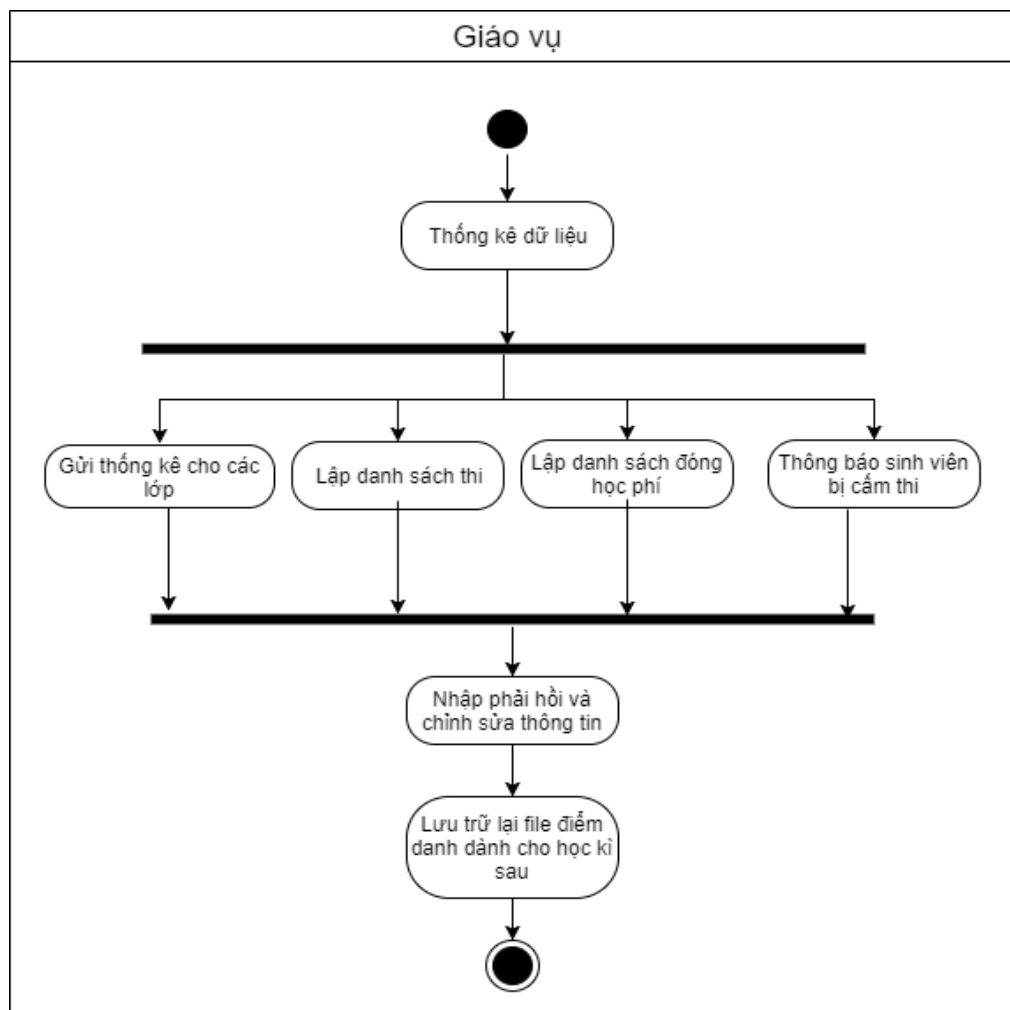 Giáo vụ
Thống kê dữ liệu
Gửi thống kê cho các
lớp
Lập danh sách thi
Lập danh sách đóng
học phí
Thông báo sinh viên
bị cấm thi
Nhập phải hồi và
chỉnh sửa thông tin
Lưu trữ lại file điểm
danh dành cho học kì
sau